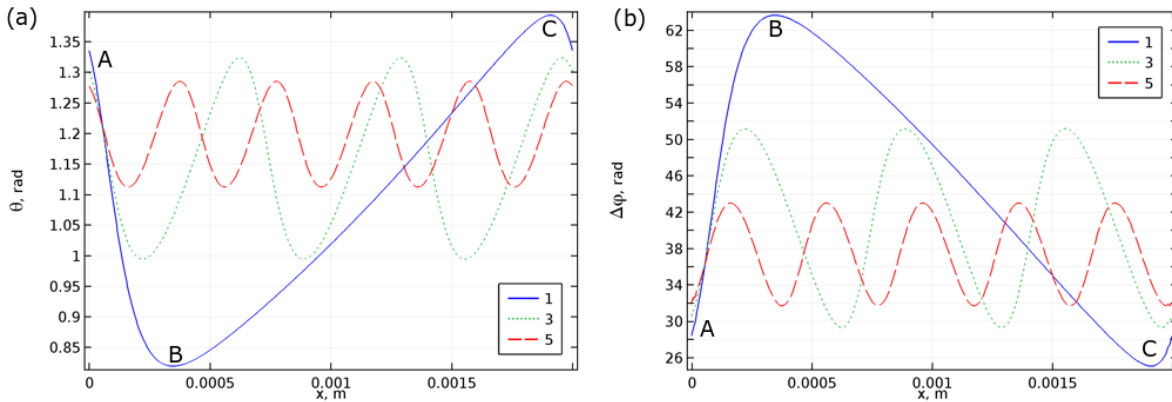 (a)
θ, rad
1.35
1.3
1.25
1.2
1.15
1.1
1.05
1
0.95
0.9
0.85
A
B
C
1
3
5
0
0.0005
0.001
0.0015
x, m
(b)
Δφ, rad
62
58
54
50
46
42
38
34
30
26
A
B
C
1
3
5
0
0.0005
0.001
0.0015
x, m